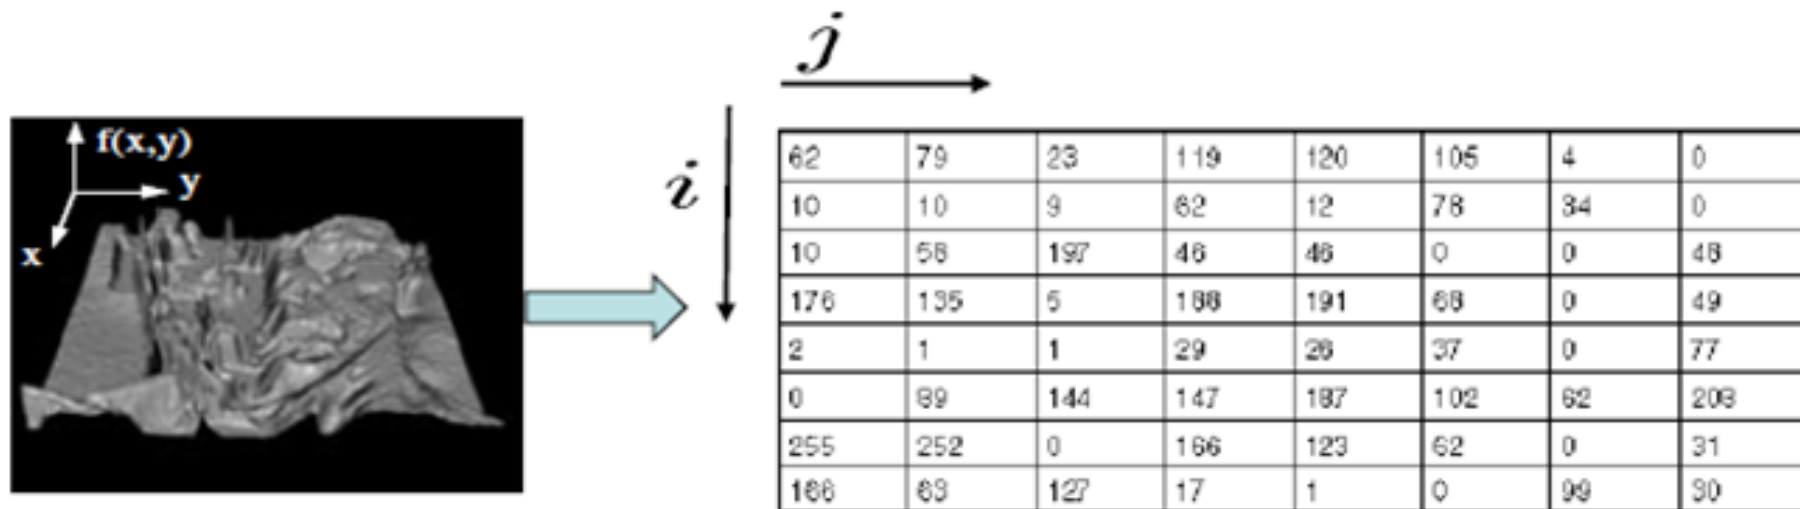 j
i
f(x,y)
y
x
62 79 23 119 120 105 4 0
10 10 9 62 12 78 34 0
10 58 197 46 46 0 0 48
176 135 5 188 191 68 0 49
2 1 1 29 26 37 0 77
0 89 144 147 187 102 62 208
255 252 0 166 123 62 0 31
166 63 127 17 1 0 99 30